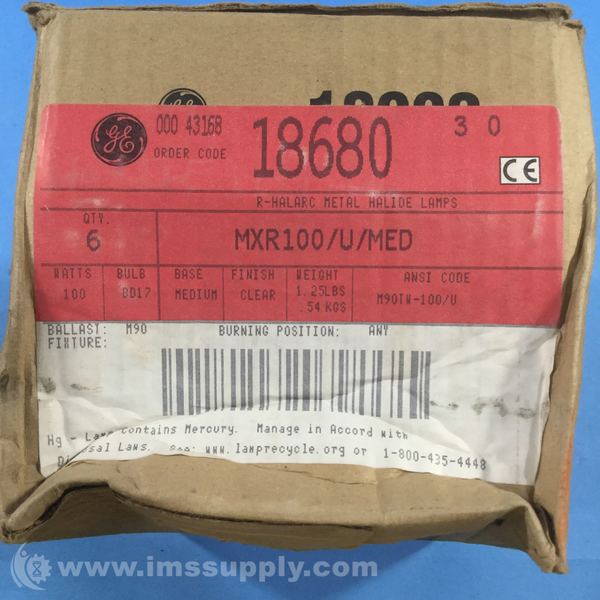 000 43168
ORDER CODE
18680
3 0
GE
CE
R-HALARC METAL HALIDE LAMPS
QTY.
6
MXR100/U/MED
WATTS BULB BASE FINISH WEIGHT ANSI CODE
100 BD17 MEDIUM CLEAR 1.25LBS M90TW-100/U
.54 KGS
BALLAST: M90 BURNING POSITION: ANY
FIXTURE:
Hg - Contains Mercury. Manage in Accord with
Laws. www.lamprecycle.org or 1-800-435-4448
www.imssupply.com